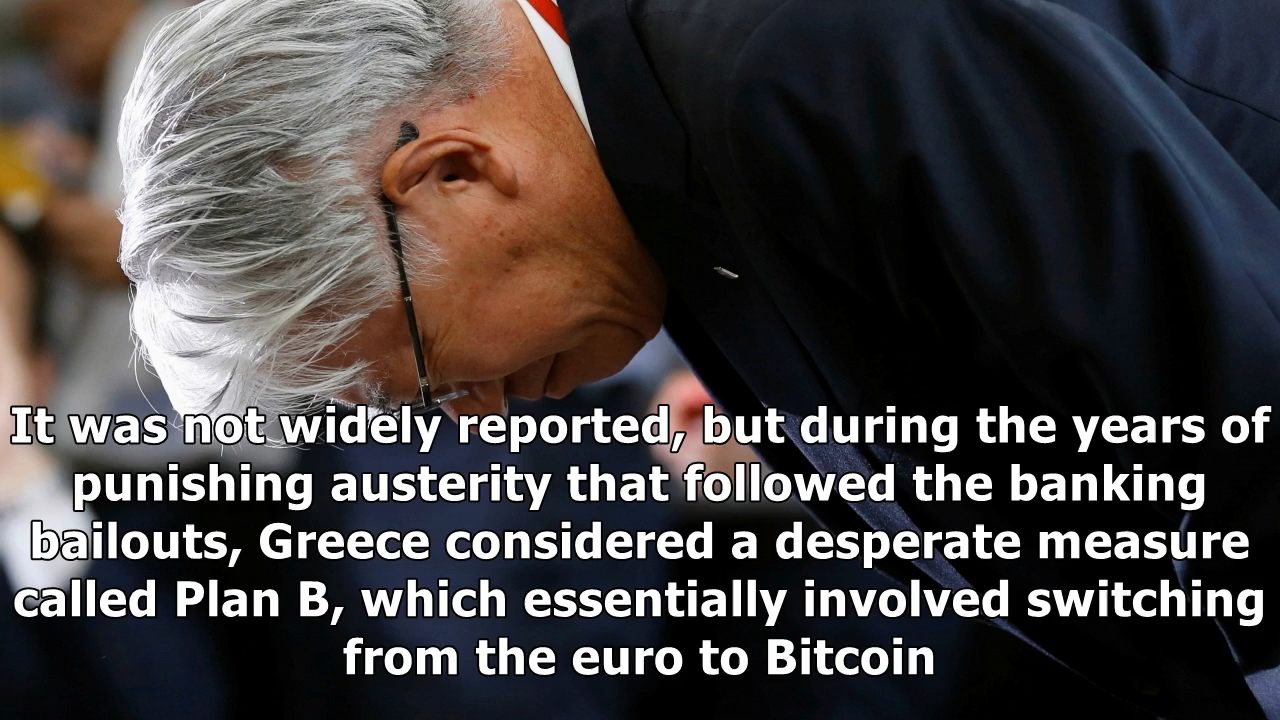 It was not widely reported, but during the years of
punishing austerity that followed the banking
bailouts, Greece considered a desperate measure
called Plan B, which essentially involved switching
from the euro to Bitcoin